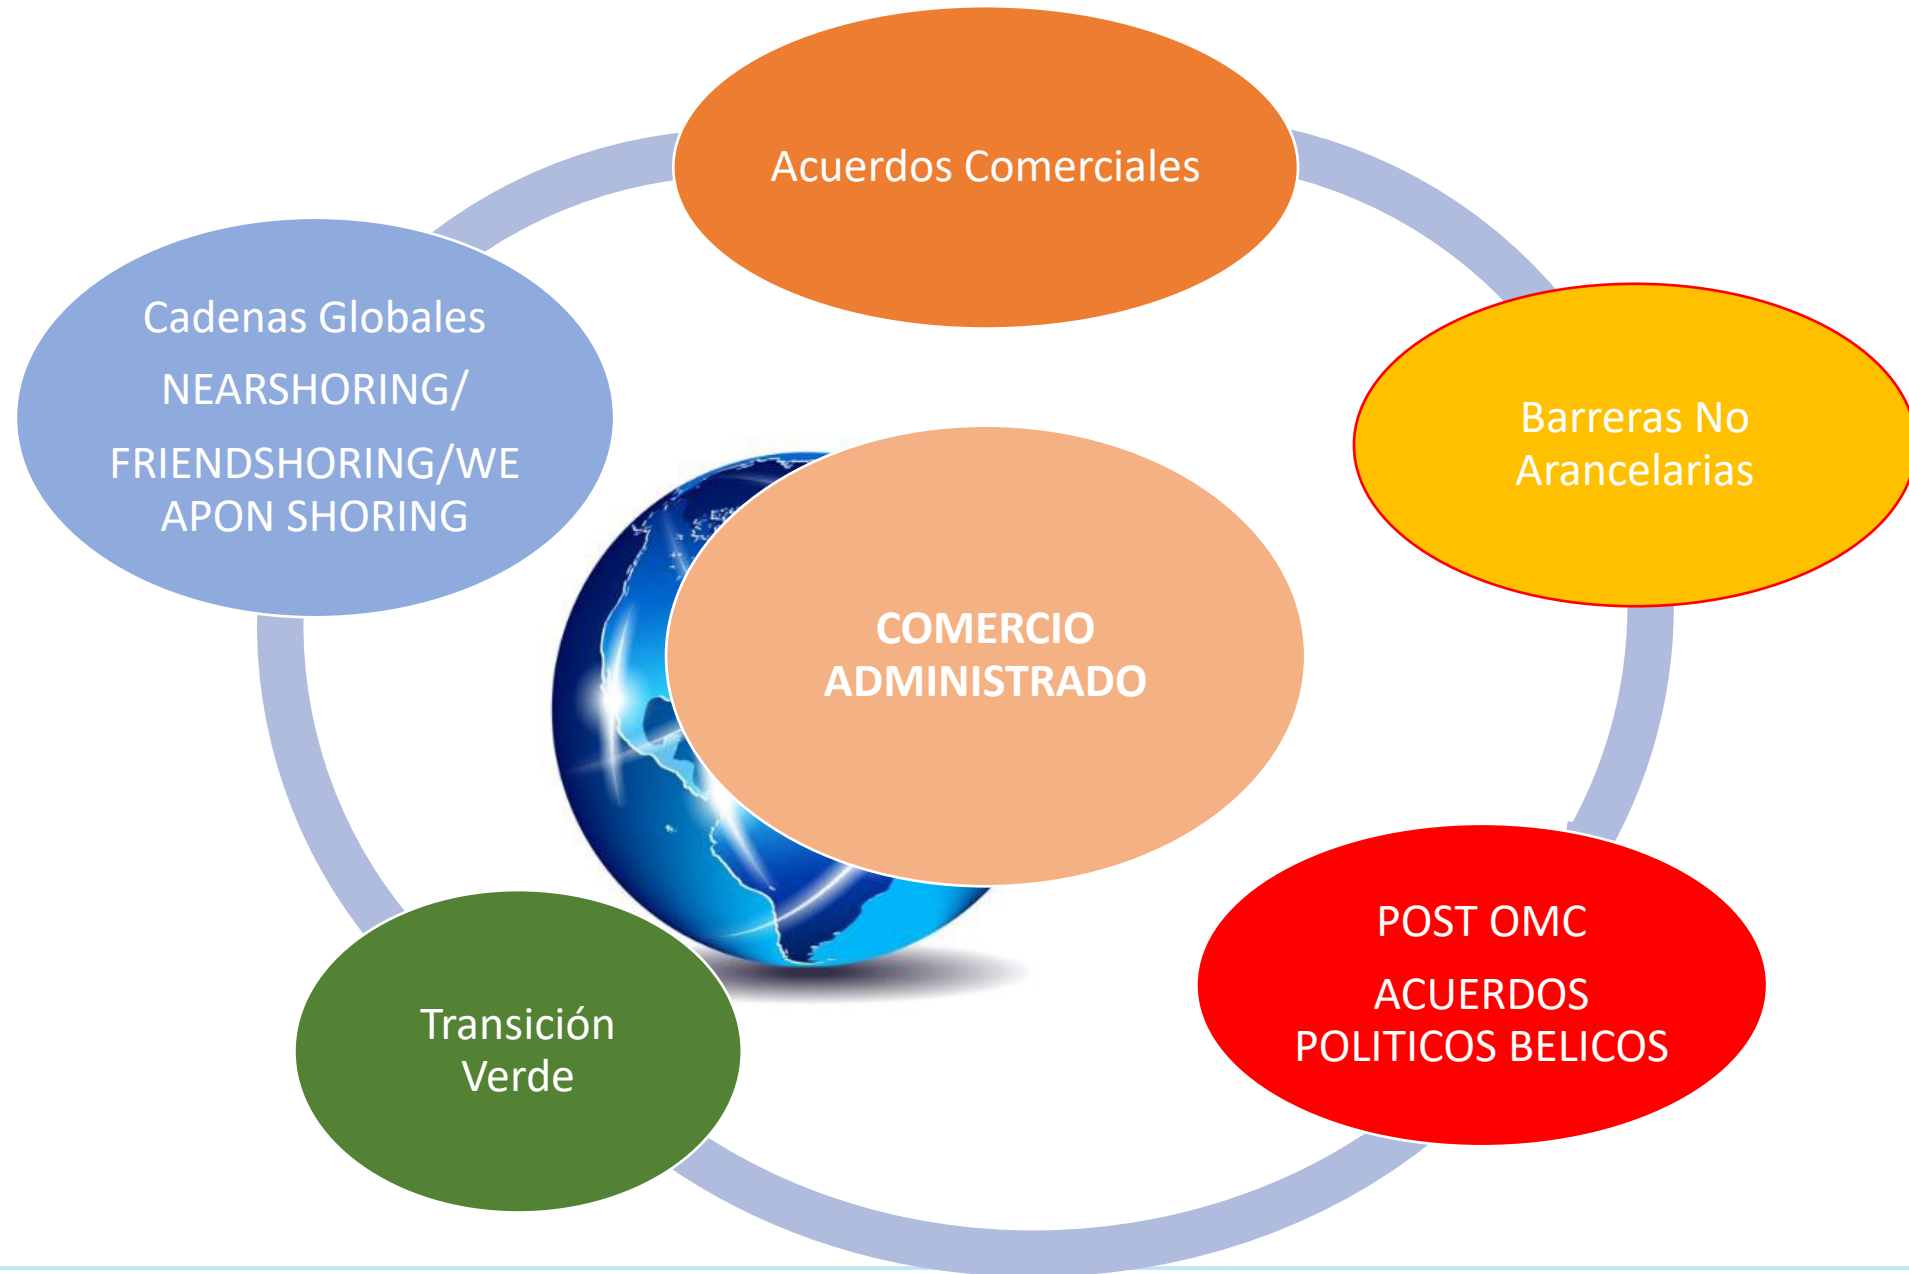 Acuerdos Comerciales
Barreras No
Arancelarias
POST OMC
ACUERDOS
POLITICOS BELICOS
Transición
Verde
Cadenas Globales
NEARSHORING/
FRIENDSHORING/WE
APON SHORING
COMERCIO
ADMINISTRADO